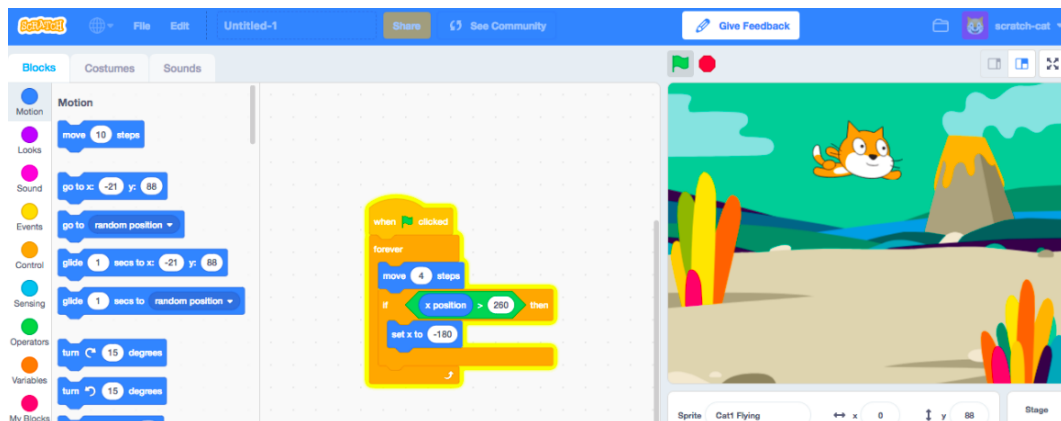 SCRATCH File Edit Untitled-1 Share See Community Give Feedback scratch-cat
Blocks Costumes Sounds
Motion
Looks
Sound
Events
Control
Sensing
Operators
Variables
My Blocks
Motion
move 10 steps
go to x: -21 y: 88
go to random position
glide 1 secs to x: -21 y: 88
glide 1 secs to random position
turn 15 degrees
turn 15 degrees
when clicked
forever
move 4 steps
if x position > 260 then
set x to -180
Sprite Cat1 Flying x 0 y 88
Stage